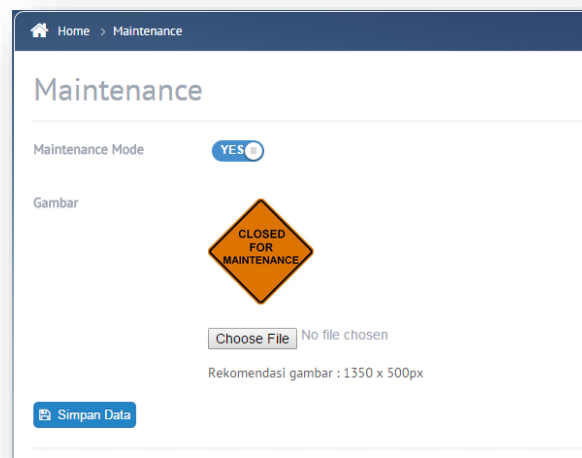 Home > Maintenance
Maintenance
Maintenance Mode
YES
Gambar
CLOSED
FOR
MAINTENANCE
Choose File No file chosen
Rekomendasi gambar : 1350 x 500px
Simpan Data